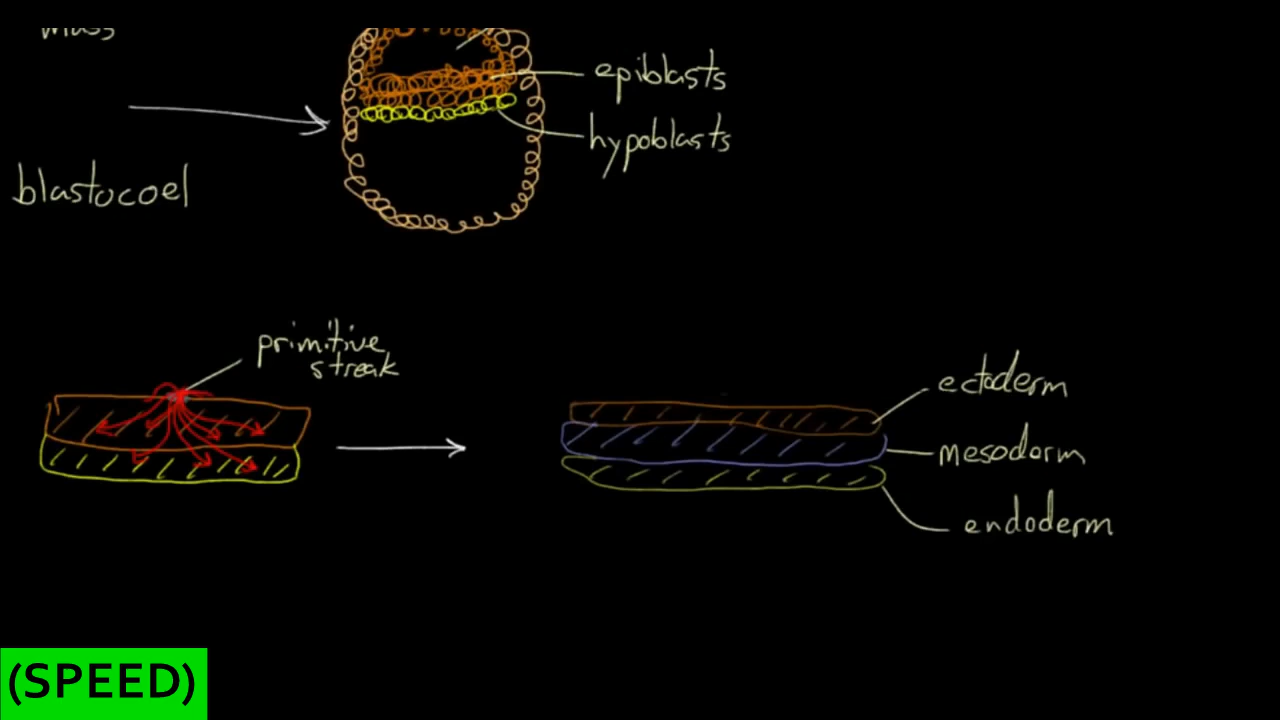 epiblasts
hypoblasts
blastocoel
primitive
streak
ectoderm
mesoderm
endoderm
(SPEED)